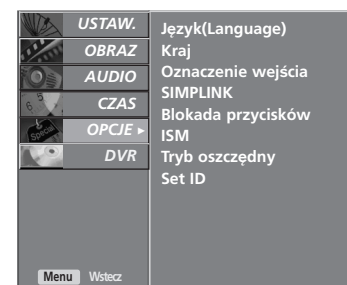 USTAW.
OBRAZ
AUDIO
CZAS
OPCJE ►
DVR
Język(Language)
Kraj
Oznaczenie wejścia
SIMPLINK
Blokada przycisków
ISM
Tryb oszczędny
Set ID
Menu Wstecz